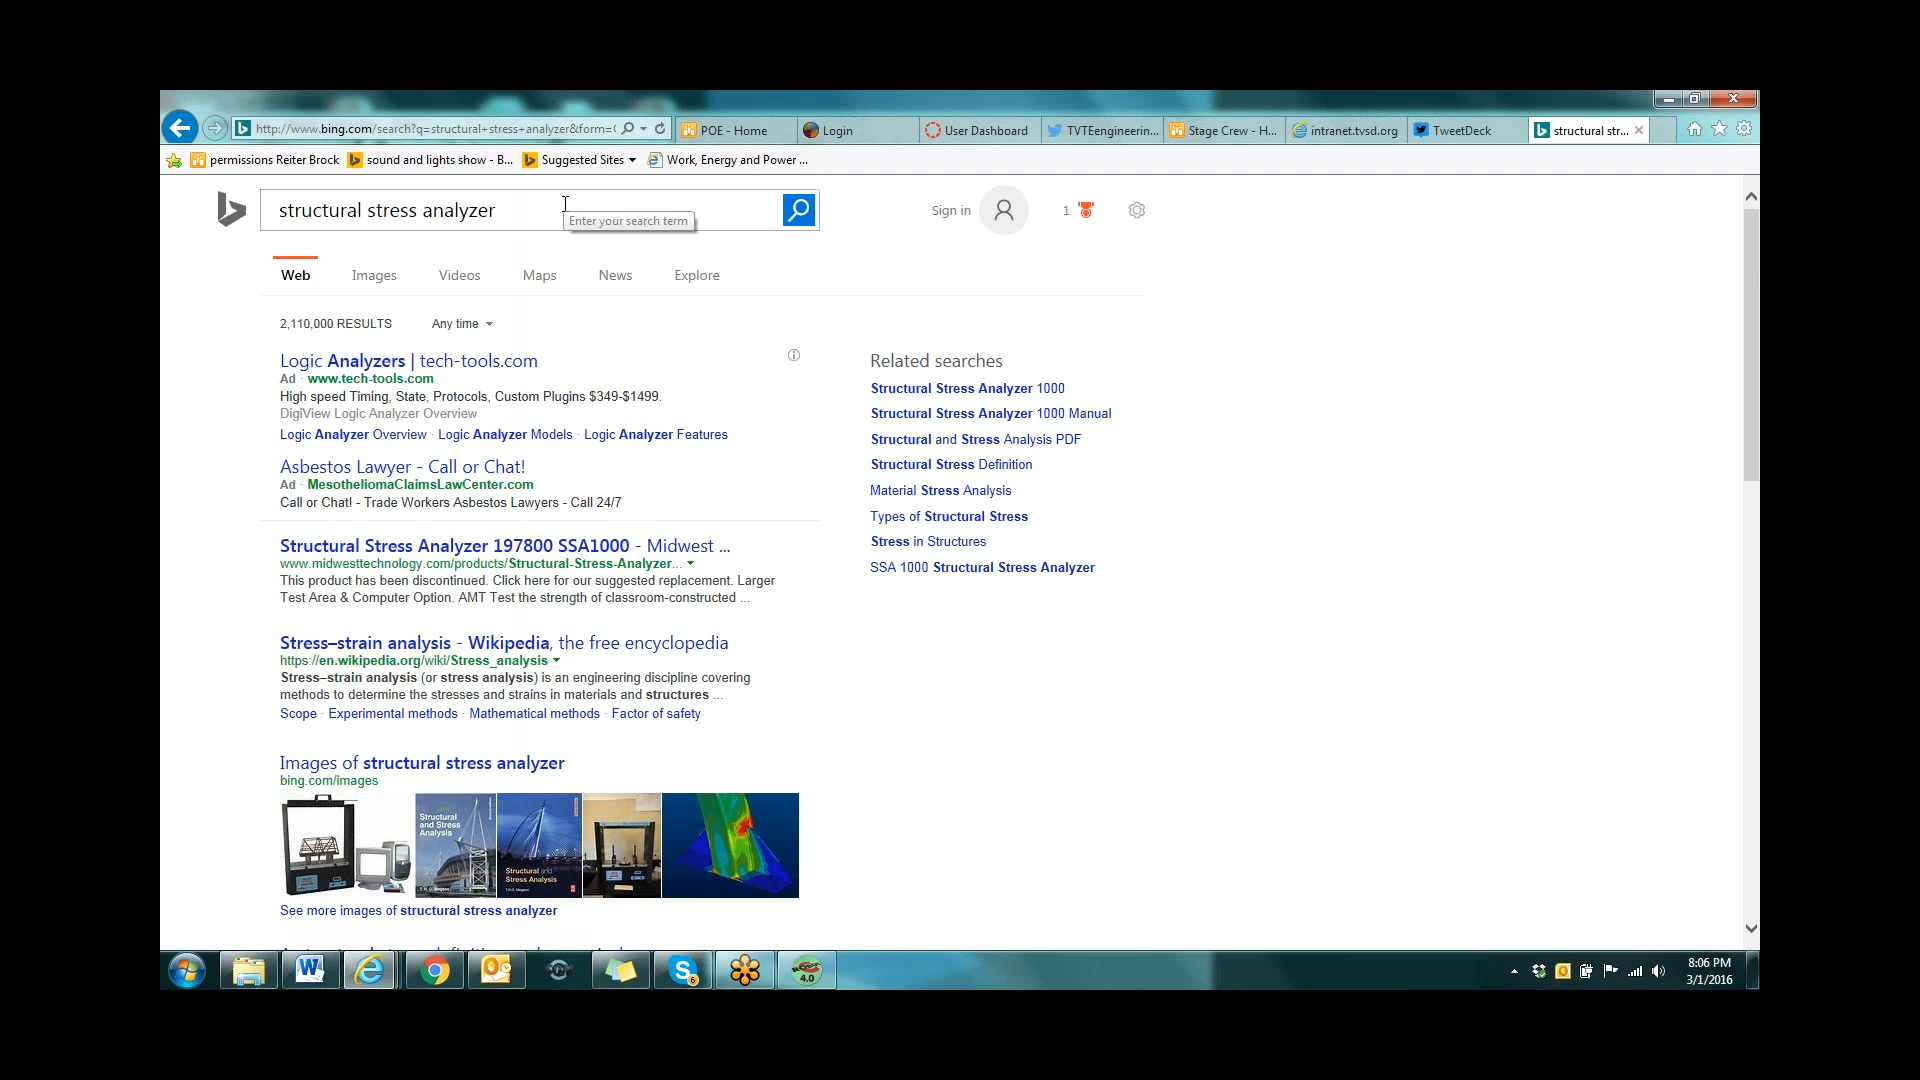 http://www.bing.com/search?q=structural+stress+analyzer&form=
POE - Home
Login
User Dashboard
TVTEengineerin...
Stage Crew - H...
intranet.tvsd.org
TweetDeck
structural str...
permissions Reiter Brock
sound and lights show - B...
Suggested Sites
Work, Energy and Power ...
structural stress analyzer
Enter your search term
Sign in
1
Web Images Videos Maps News Explore
2,110,000 RESULTS Any time
Logic Analyzers | tech-tools.com
Ad · www.tech-tools.com
High speed Timing, State, Protocols, Custom Plugins $349-$1499.
DigiView Logic Analyzer Overview
Logic Analyzer Overview · Logic Analyzer Models · Logic Analyzer Features
Asbestos Lawyer - Call or Chat!
Ad · MesotheliomaClaimsLawCenter.com
Call or Chat! - Trade Workers Asbestos Lawyers - Call 24/7
Structural Stress Analyzer 197800 SSA1000 - Midwest ...
www.midwesttechnology.com/products/Structural-Stress-Analyzer...
This product has been discontinued. Click here for our suggested replacement. Larger
Test Area & Computer Option. AMT Test the strength of classroom-constructed ...
Stress–strain analysis - Wikipedia, the free encyclopedia
https://en.wikipedia.org/wiki/Stress_analysis
Stress–strain analysis (or stress analysis) is an engineering discipline covering
methods to determine the stresses and strains in materials and structures ...
Scope · Experimental methods · Mathematical methods · Factor of safety
Images of structural stress analyzer
bing.com/images
Structural
and Stress
Analysis
Structural and
Stress Analysis
See more images of structural stress analyzer
Related searches
Structural Stress Analyzer 1000
Structural Stress Analyzer 1000 Manual
Structural and Stress Analysis PDF
Structural Stress Definition
Material Stress Analysis
Types of Structural Stress
Stress in Structures
SSA 1000 Structural Stress Analyzer
4.0
6
8:06 PM
3/1/2016